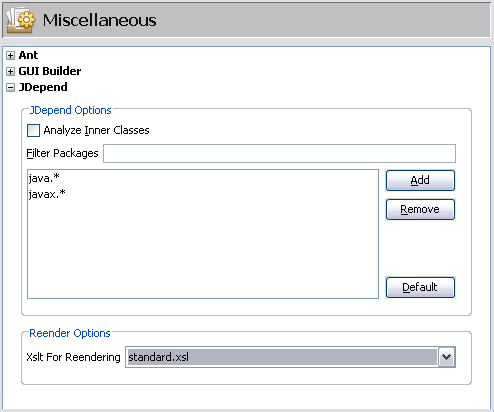 Miscellaneous
Ant
GUI Builder
JDepend
JDepend Options
Analyze Inner Classes
Filter Packages
java.*
javax.*
Add
Remove
Default
Reender Options
Xslt For Reendering standard.xsl